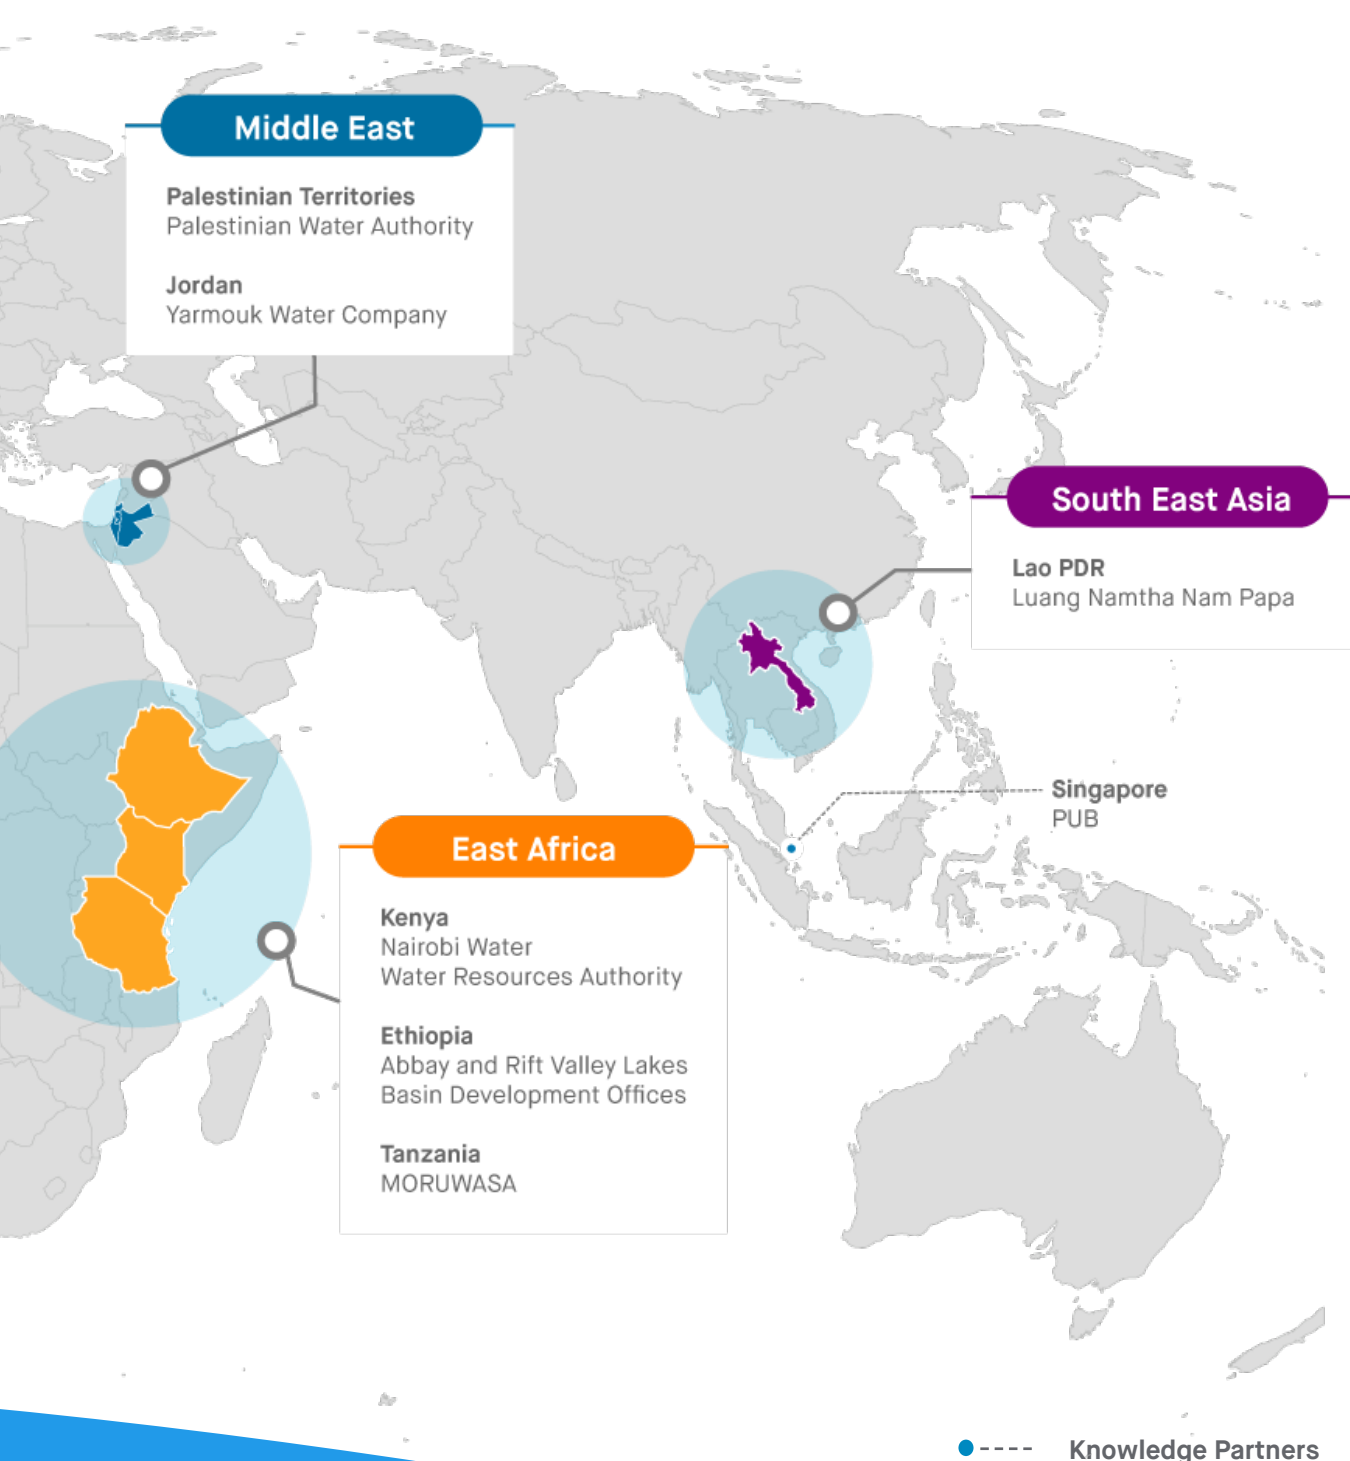 Middle East
Palestinian Territories
Palestinian Water Authority
Jordan
Yarmouk Water Company
South East Asia
Lao PDR
Luang Namtha Nam Papa
Singapore
PUB
East Africa
Kenya
Nairobi Water
Water Resources Authority
Ethiopia
Abbay and Rift Valley Lakes
Basin Development Offices
Tanzania
MORUWASA
Knowledge Partners